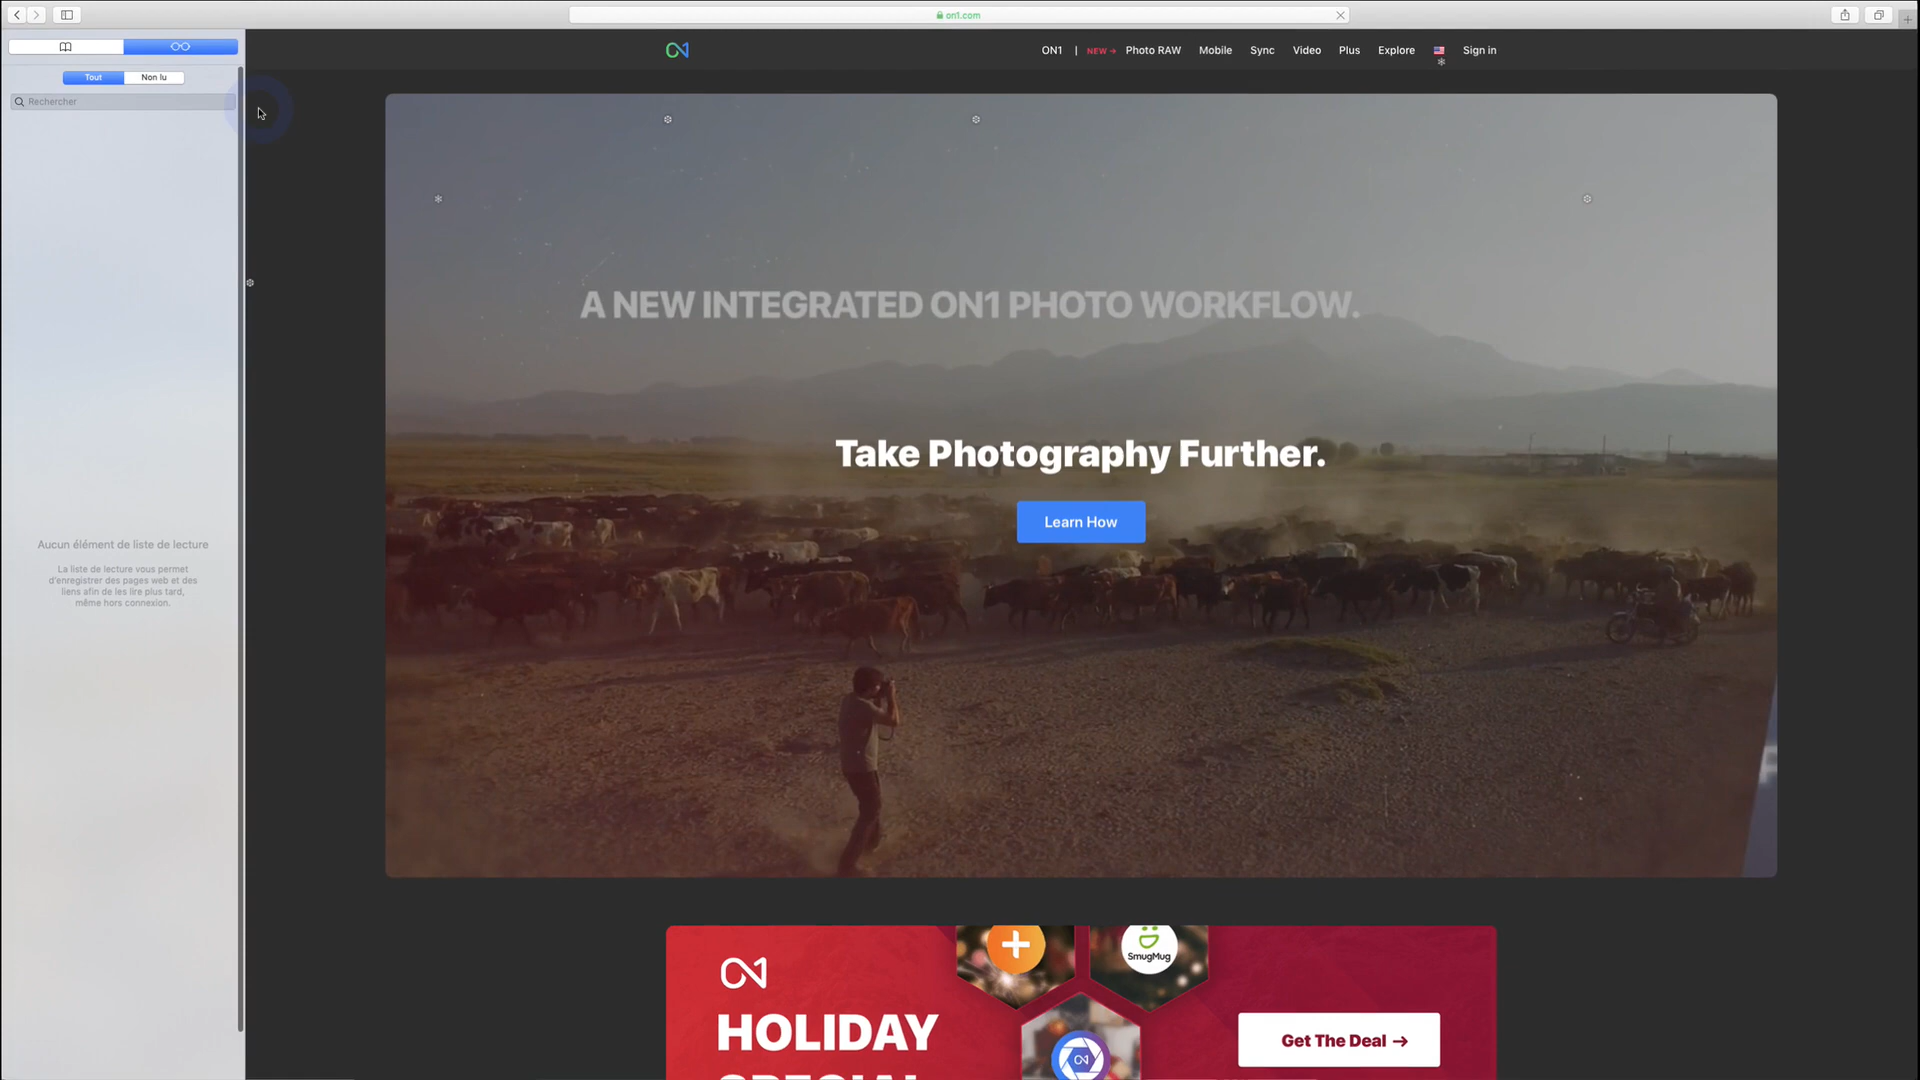 on1.com
ON1 | NEW → Photo RAW Mobile Sync Video Plus Explore Sign in
Tout Non lu
Rechercher
Aucun élément de liste de lecture
La liste de lecture vous permet
d'enregistrer des pages web et des
liens afin de les lire plus tard,
même hors connexion.
A NEW INTEGRATED ON1 PHOTO WORKFLOW.
Take Photography Further.
Learn How
SmugMug
HOLIDAY
SPECIAL
Get The Deal →